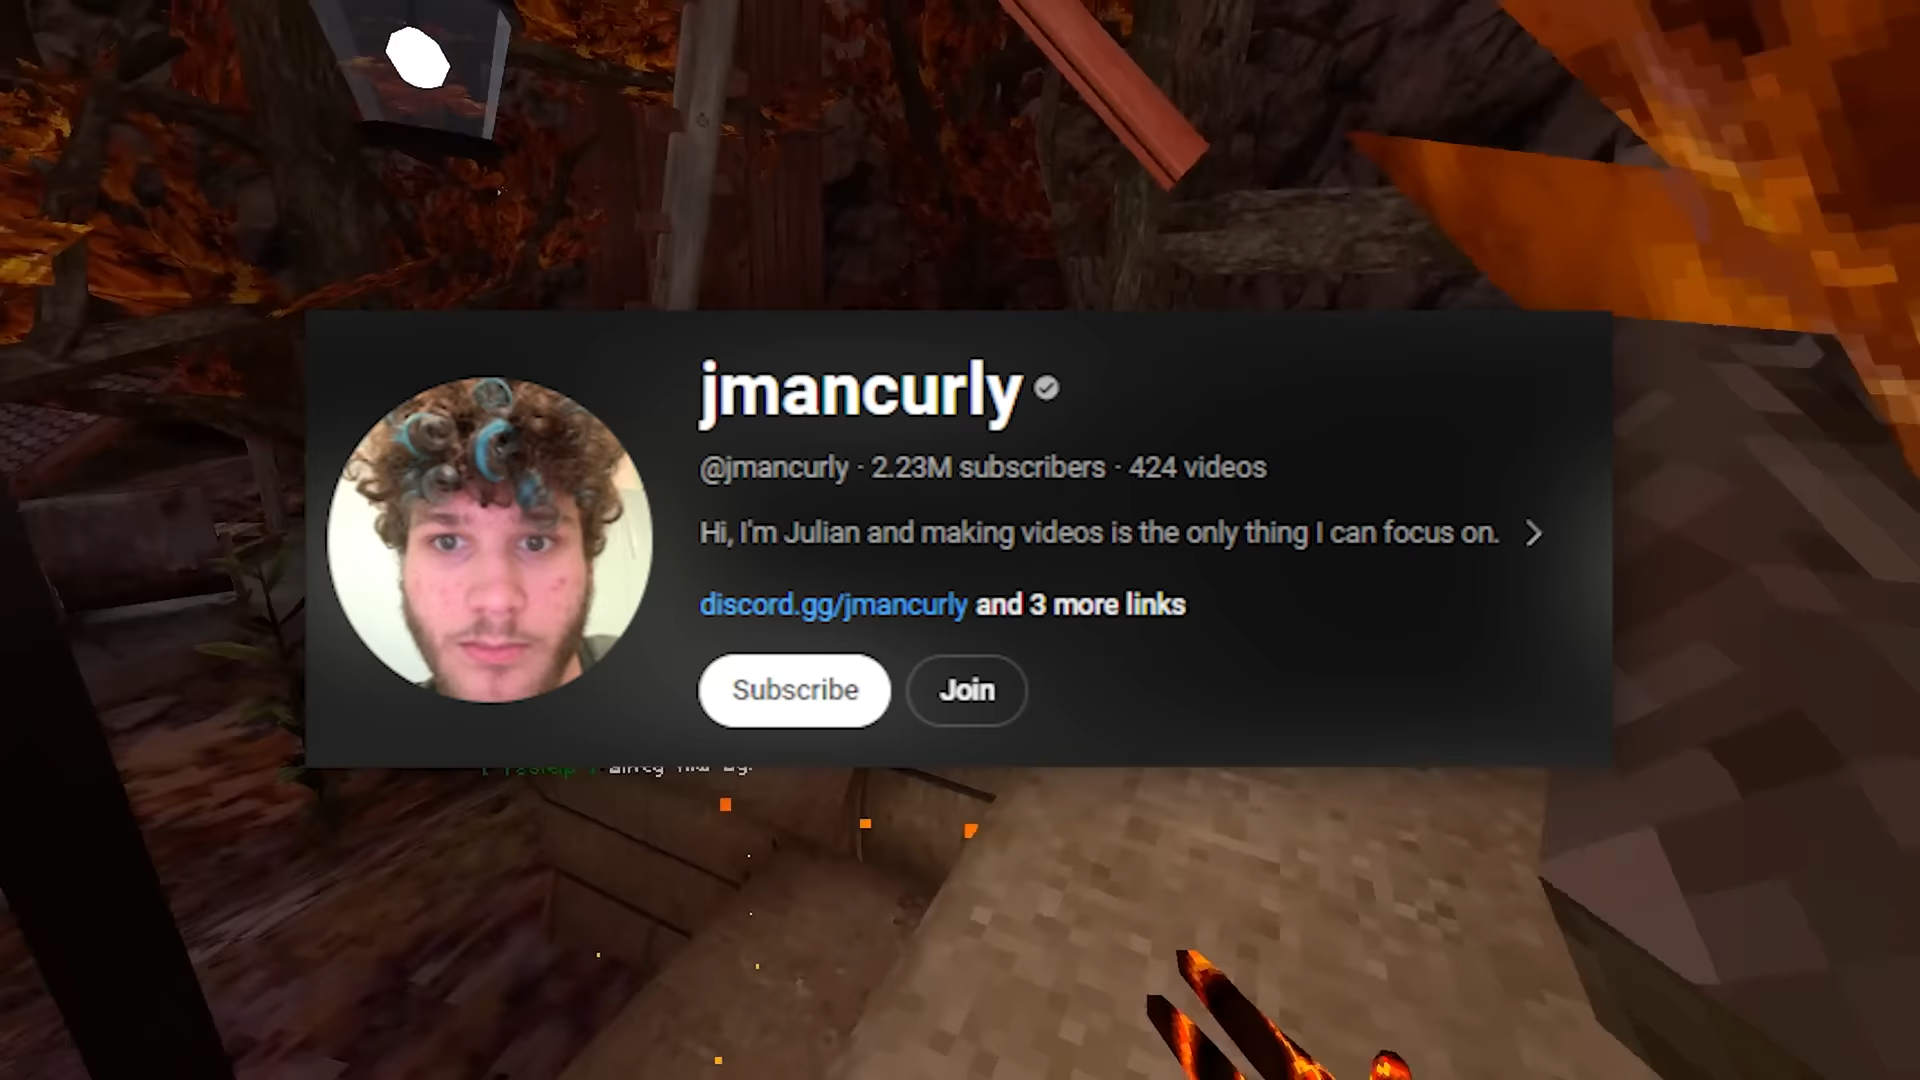 jmancurly
@jmancurly · 2.23M subscribers · 424 videos
Hi, I'm Julian and making videos is the only thing I can focus on.
discord.gg/jmancurly and 3 more links
Subscribe
Join